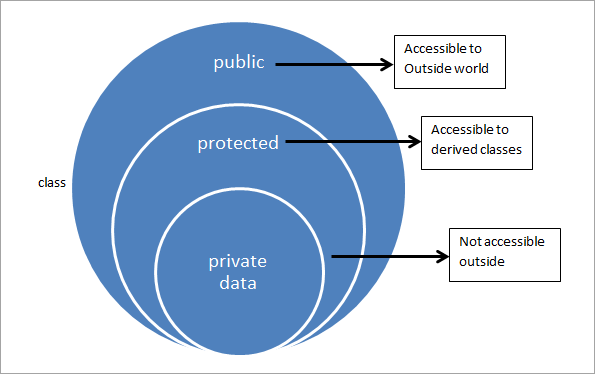 public
Accessible to
Outside world
protected
Accessible to
derived classes
class
private
data
Not accessible
outside